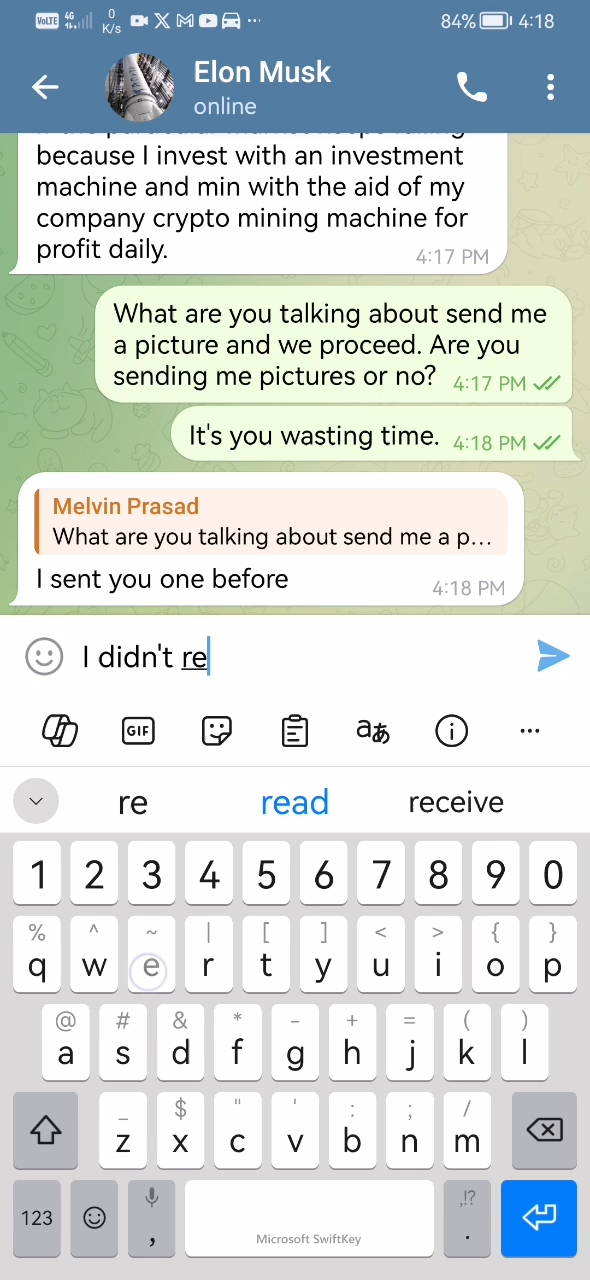 VoLTE 4G 0 K/s 84% 4:18
Elon Musk
online
because I invest with an investment
machine and min with the aid of my
company crypto mining machine for
profit daily. 4:17 PM
What are you talking about send me
a picture and we proceed. Are you
sending me pictures or no? 4:17 PM
It's you wasting time. 4:18 PM
Melvin Prasad
What are you talking about send me a p...
I sent you one before 4:18 PM
I didn't re
GIF aあ ...
re read receive
1 2 3 4 5 6 7 8 9 0
% ^ ~ | [ ] < > { }
q w e r t y u i o p
@ # & * - + = ( )
a s d f g h j k l
_ $ " ' : ; /
z x c v b n m
123 , Microsoft SwiftKey ,!? .